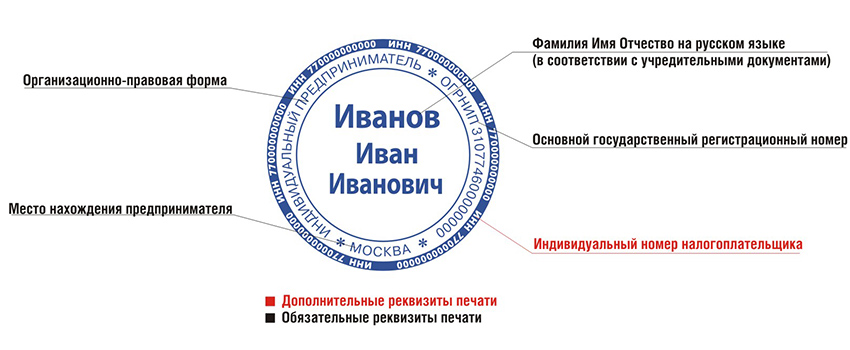 Фамилия Имя Отчество на русском языке
(в соответствии с учредительными документами)
Организационно-правовая форма
Основной государственный регистрационный номер
Место нахождения предпринимателя
Индивидуальный номер налогоплательщика
ИНН 770000000000 ИНН 770000000000 ИНН 770000000000 ИНН 770000000000 ИНН 770000000000 ИНН 770000000000
ИНДИВИДУАЛЬНЫЙ ПРЕДПРИНИМАТЕЛЬ * ОГРНИП 310774600000000 * МОСКВА *
Иванов
Иван
Иванович
Дополнительные реквизиты печати
Обязательные реквизиты печати